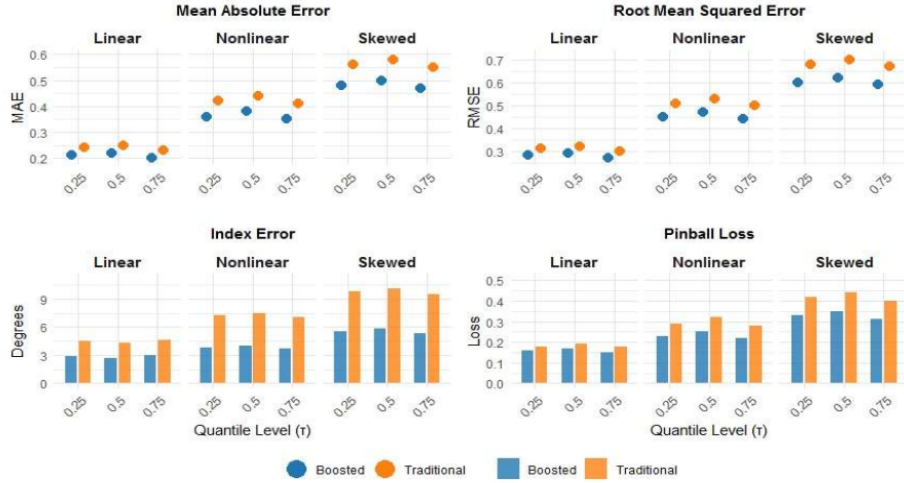 Mean Absolute Error
Linear Nonlinear Skewed
0.6
0.5
0.4
0.3
0.2
MAE
0.25 0.5 0.75 0.25 0.5 0.75 0.25 0.5 0.75
Root Mean Squared Error
Linear Nonlinear Skewed
0.7
0.6
0.5
0.4
0.3
RMSE
0.25 0.5 0.75 0.25 0.5 0.75 0.25 0.5 0.75
Index Error
Linear Nonlinear Skewed
9
6
3
0
Degrees
0.25 0.5 0.75 0.25 0.5 0.75 0.25 0.5 0.75
Quantile Level (τ)
Pinball Loss
Linear Nonlinear Skewed
0.5
0.4
0.3
0.2
0.1
0.0
Loss
0.25 0.5 0.75 0.25 0.5 0.75 0.25 0.5 0.75
Quantile Level (τ)
Boosted Traditional Boosted Traditional